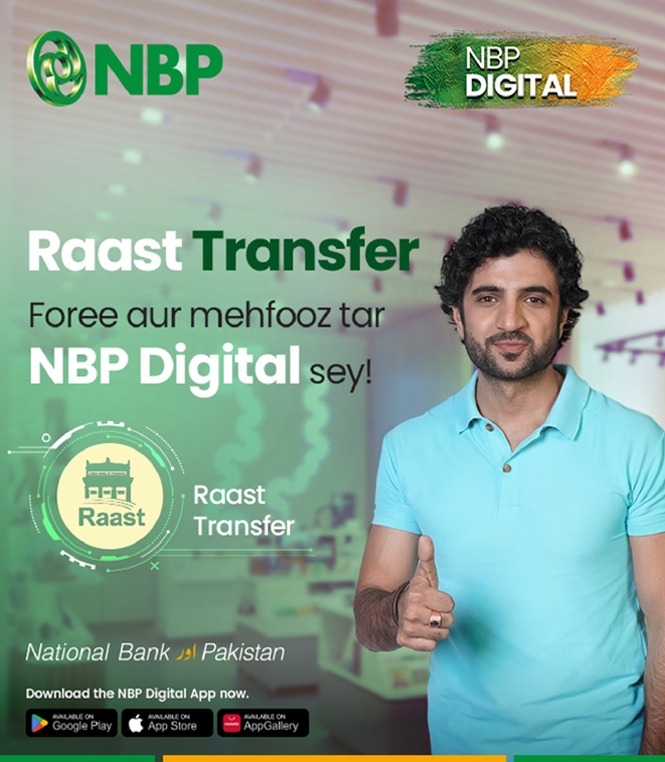 NBP
NBP
DIGITAL
Raast Transfer
Foree aur mehfooz tar
NBP Digital sey!
Raast
Raast
Transfer
National Bank اور Pakistan
Download the NBP Digital App now.
AVAILABLE ON
Google Play
AVAILABLE ON
App Store
AVAILABLE ON
AppGallery